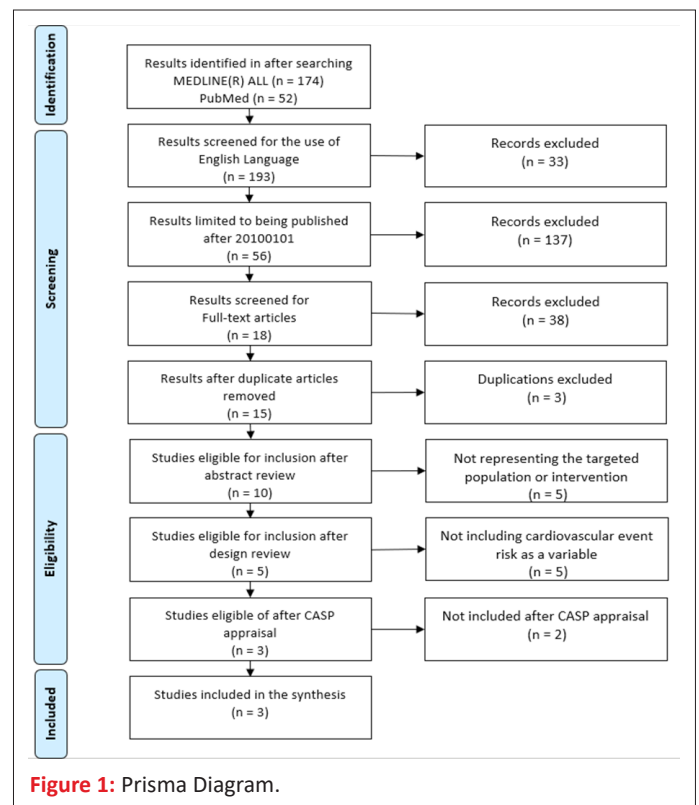 Identification
Results identified in after searching
MEDLINE(R) ALL (n = 174)
PubMed (n = 52)
Screening
Results screened for the use of
English Language
(n = 193)
Records excluded
(n = 33)
Results limited to being published
after 20100101
(n = 56)
Records excluded
(n = 137)
Results screened for
Full-text articles
(n = 18)
Records excluded
(n = 38)
Results after duplicate articles
removed
(n = 15)
Duplications excluded
(n = 3)
Eligibility
Studies eligible for inclusion after
abstract review
(n = 10)
Not representing the targeted
population or intervention
(n = 5)
Studies eligible for inclusion after
design review
(n = 5)
Not including cardiovascular event
risk as a variable
(n = 5)
Studies eligible of after CASP
appraisal
(n = 3)
Not included after CASP appraisal
(n = 2)
Included
Studies included in the synthesis
(n = 3)
Figure 1: Prisma Diagram.